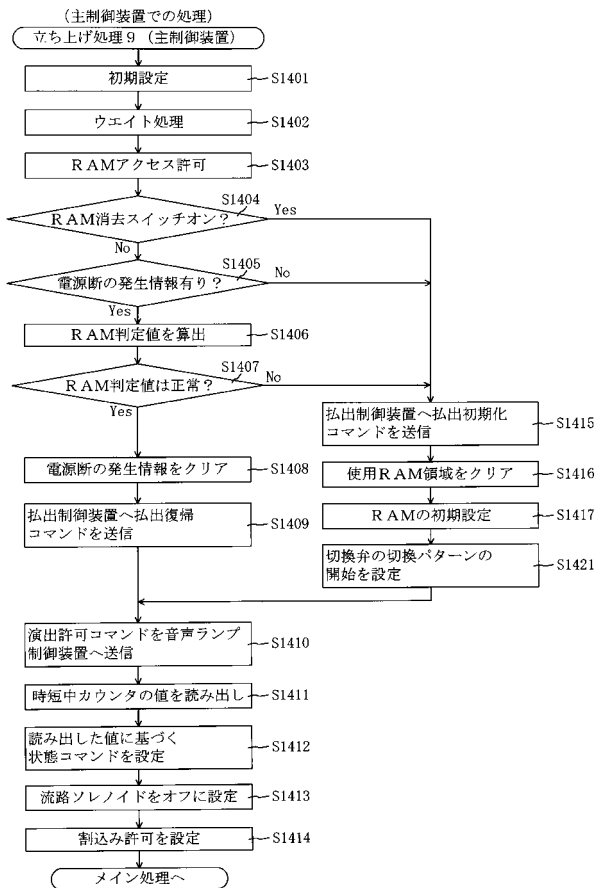 (主制御装置での処理)
立ち上げ処理9(主制御装置)
初期設定
S1401
ウエイト処理
S1402
RAMアクセス許可
S1403
RAM消去スイッチオン?
S1404
Yes
No
電源断の発生情報有り?
S1405
No
Yes
RAM判定値を算出
S1406
RAM判定値は正常?
S1407
No
Yes
電源断の発生情報をクリア
S1408
払出制御装置へ払出復帰
コマンドを送信
S1409
払出制御装置へ払出初期化
コマンドを送信
S1415
使用RAM領域をクリア
S1416
RAMの初期設定
S1417
切換弁の切換パターンの
開始を設定
S1421
演出許可コマンドを音声ランプ
制御装置へ送信
S1410
時短中カウンタの値を読み出し
S1411
読み出した値に基づく
状態コマンドを設定
S1412
流路ソレノイドをオフに設定
S1413
割込み許可を設定
S1414
メイン処理へ